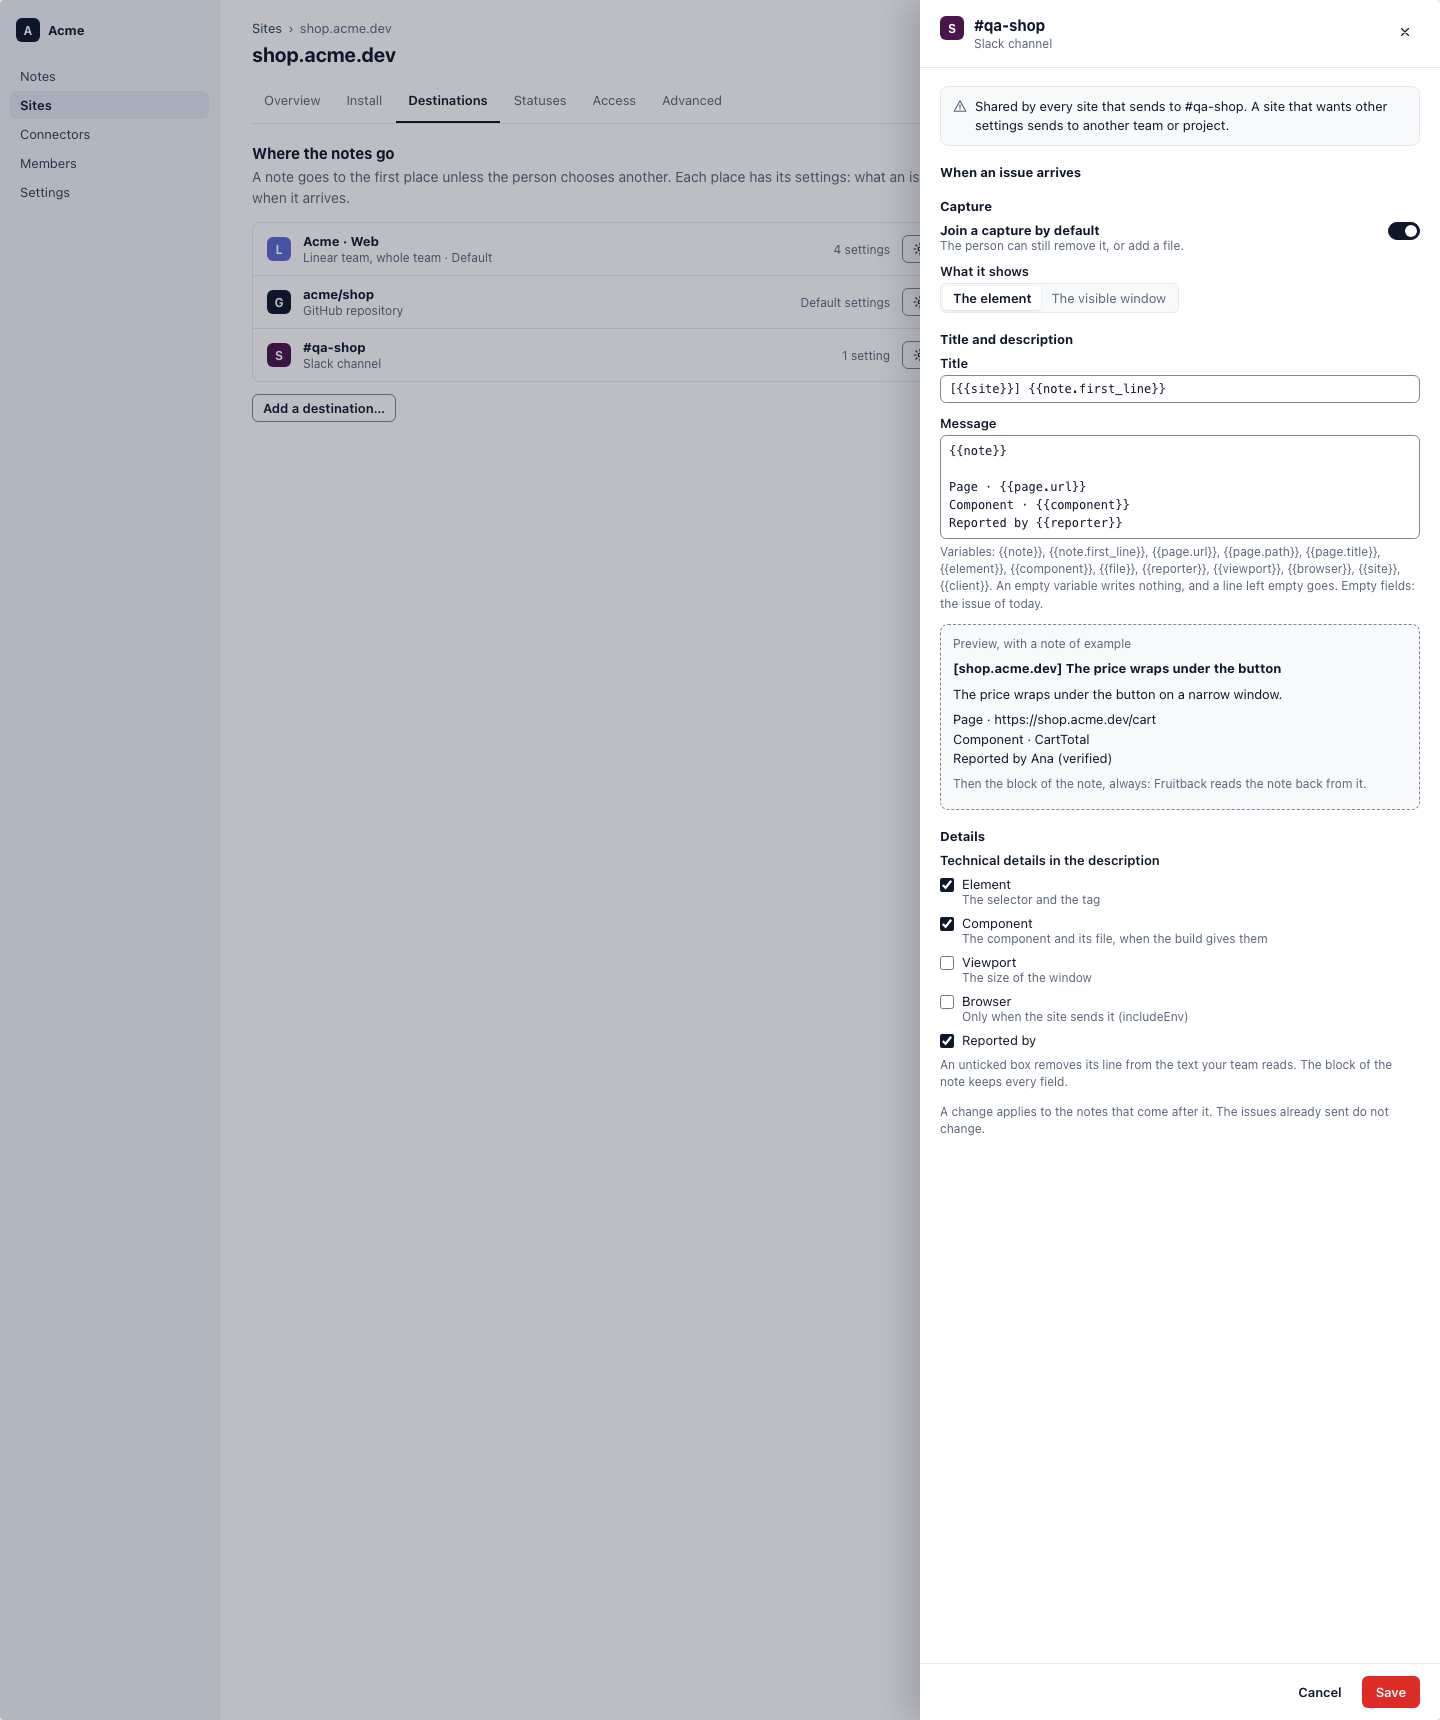 A Acme
Notes
Sites
Connectors
Members
Settings
Sites › shop.acme.dev
shop.acme.dev
Overview Install Destinations Statuses Access Advanced
Where the notes go
A note goes to the first place unless the person chooses another. Each place has its settings: what an is
when it arrives.
L Acme · Web
Linear team, whole team · Default
4 settings
G acme/shop
GitHub repository
Default settings
S #qa-shop
Slack channel
1 setting
Add a destination...
S #qa-shop
Slack channel
Shared by every site that sends to #qa-shop. A site that wants other
settings sends to another team or project.
When an issue arrives
Capture
Join a capture by default
The person can still remove it, or add a file.
What it shows
The element The visible window
Title and description
Title
[{{site}}] {{note.first_line}}
Message
{{note}}
Page · {{page.url}}
Component · {{component}}
Reported by {{reporter}}
Variables: {{note}}, {{note.first_line}}, {{page.url}}, {{page.path}}, {{page.title}},
{{element}}, {{component}}, {{file}}, {{reporter}}, {{viewport}}, {{browser}}, {{site}},
{{client}}. An empty variable writes nothing, and a line left empty goes. Empty fields:
the issue of today.
Preview, with a note of example
[shop.acme.dev] The price wraps under the button
The price wraps under the button on a narrow window.
Page · https://shop.acme.dev/cart
Component · CartTotal
Reported by Ana (verified)
Then the block of the note, always: Fruitback reads the note back from it.
Details
Technical details in the description
Element
The selector and the tag
Component
The component and its file, when the build gives them
Viewport
The size of the window
Browser
Only when the site sends it (includeEnv)
Reported by
An unticked box removes its line from the text your team reads. The block of the
note keeps every field.
A change applies to the notes that come after it. The issues already sent do not
change.
Cancel Save